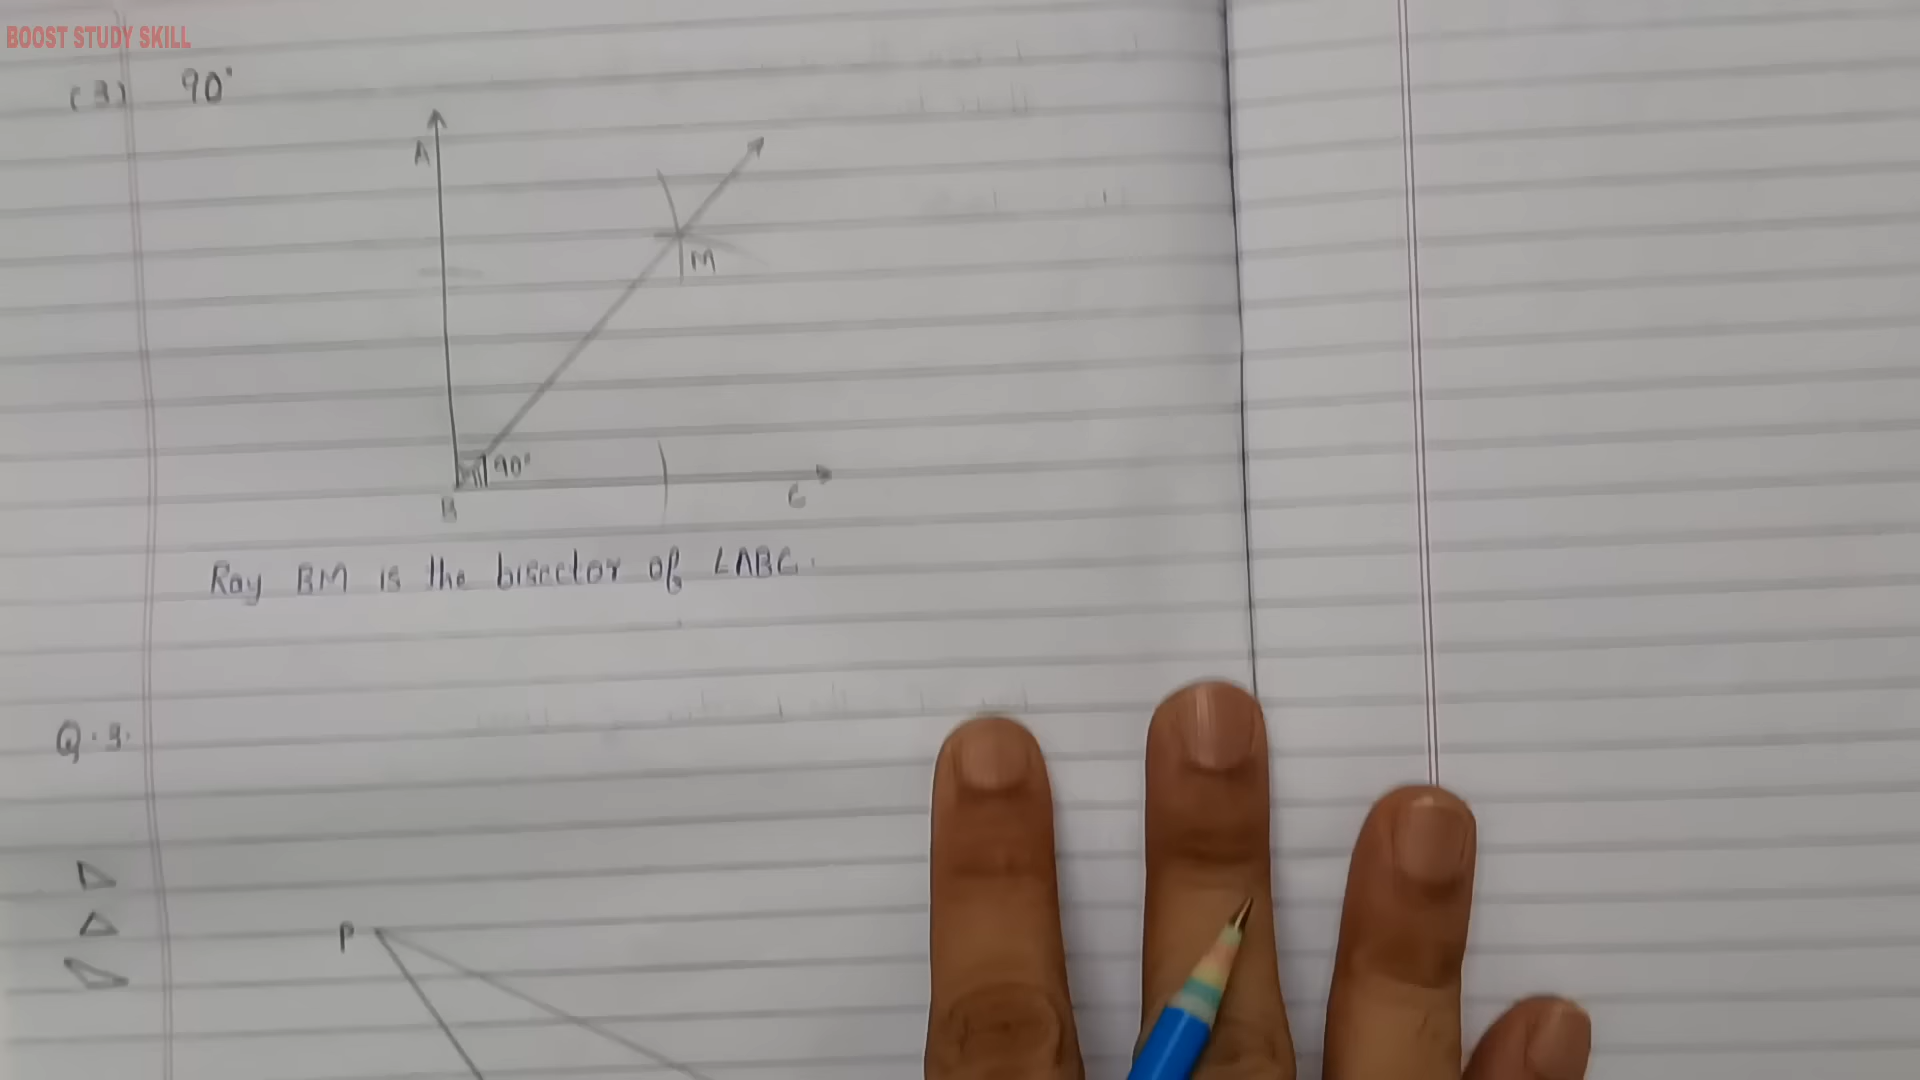 BOOST STUDY SKILL
(3) 90°
A
M
90°
B
C
Ray BM is the bisector of ∠ABC.
Q.3.
P